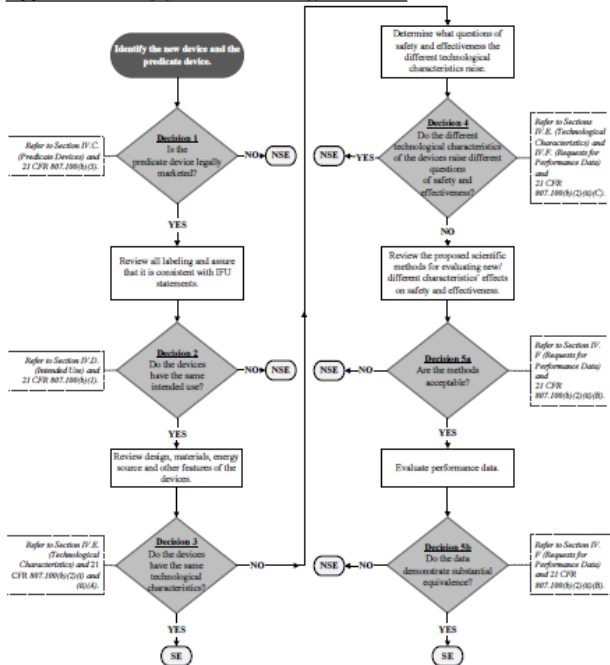 Identify the new device and the
predicate device.
Decision 1
Is the
predicate device legally
marketed?
Refer to Section IV.C.
(Predicate Devices) and
21 CFR 807.100(b)(3).
NO
NSE
YES
Review all labeling and assure
that it is consistent with IFU
statements.
Decision 2
Do the devices
have the same
intended use?
Refer to Section IV.D.
(Intended Use) and
21 CFR 807.100(b)(1).
NO
NSE
YES
Review design, materials, energy
source and other features of the
devices.
Decision 3
Do the devices
have the same
technological
characteristics?
Refer to Section IV.E.
(Technological
Characteristics) and 21
CFR 807.100(b)(2)(i) and
(ii)(A).
NO
YES
SE
Determine what questions of
safety and effectiveness the
different technological
characteristics raise.
Decision 4
Do the different
technological characteristics
of the devices raise different
questions
of safety and
effectiveness?
NSE
YES
Refer to Sections
IV.E. (Technological
Characteristics) and
IV.F. (Requests for
Performance Data)
and
21 CFR
807.100(b)(2)(ii)(C).
NO
Review the proposed scientific
methods for evaluating new/
different characteristics' effects
on safety and effectiveness.
Decision 5a
Are the methods
acceptable?
NSE
NO
Refer to Section IV.
F (Requests for
Performance Data)
and
21 CFR
807.100(b)(2)(ii)(B).
YES
Evaluate performance data.
Decision 5b
Do the data
demonstrate substantial
equivalence?
NSE
NO
Refer to Section IV.
F (Requests for
Performance Data)
and 21 CFR
807.100(b)(2)(ii)(B).
YES
SE